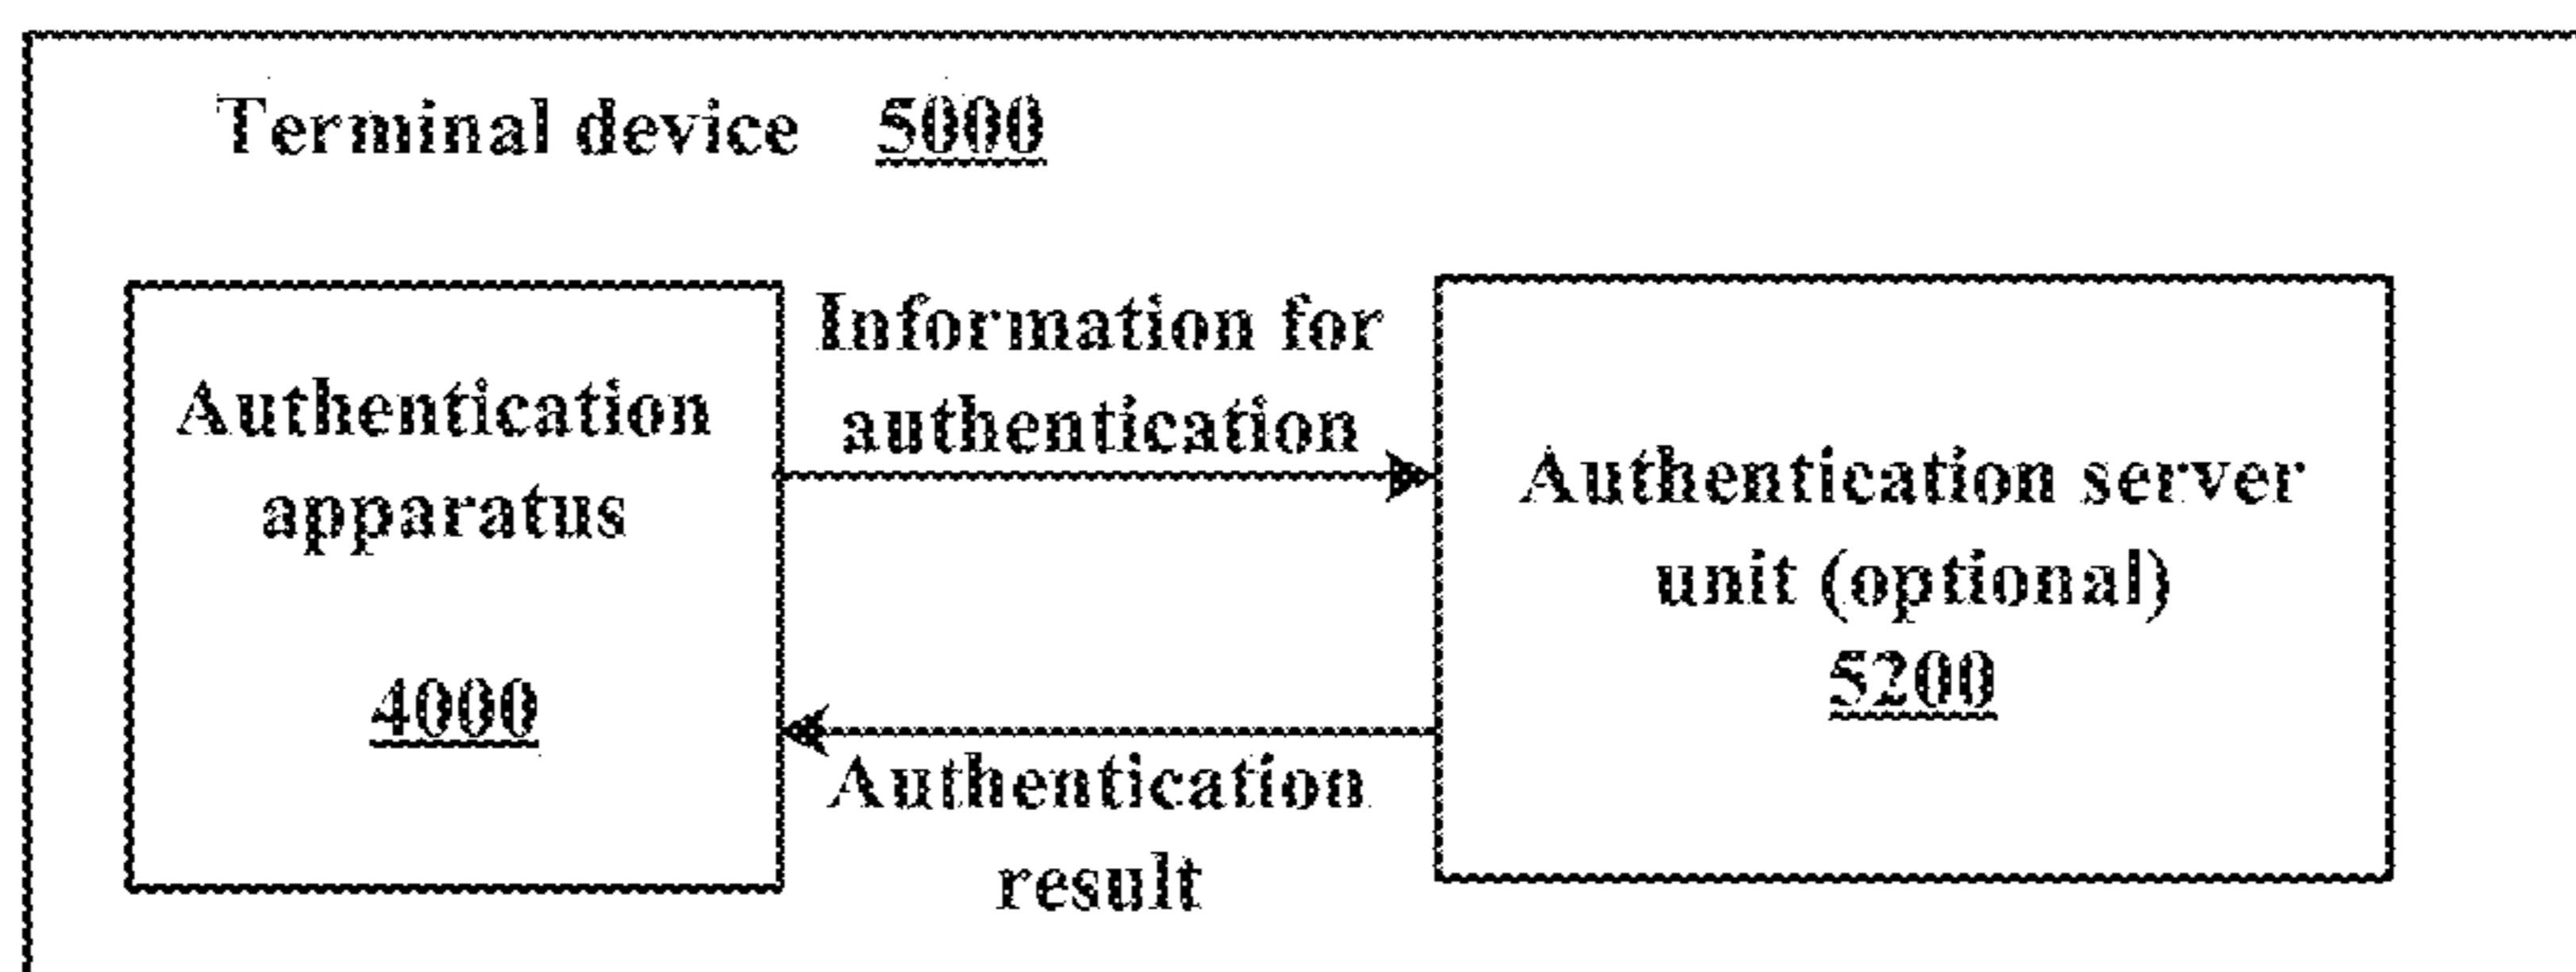 Terminal device 5000
Authentication
apparatus
4000
Information for
authentication
Authentication server
unit (optional)
5200
Authentication
result